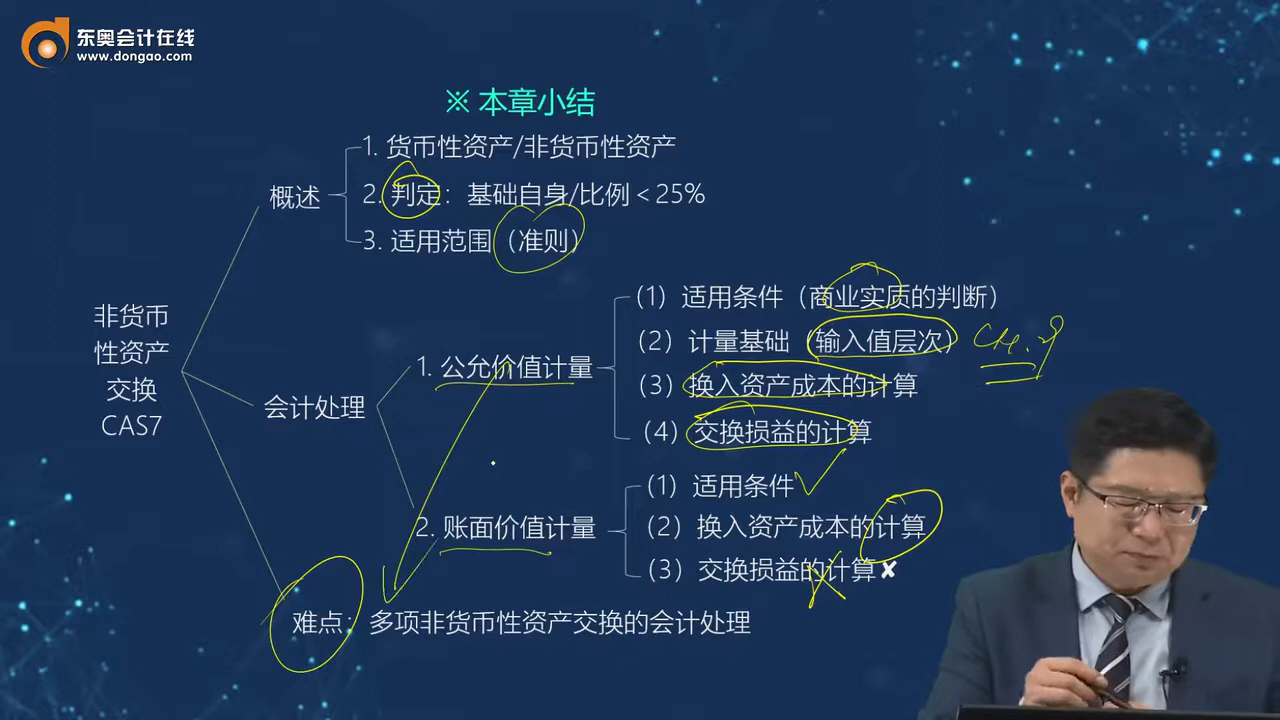 东奥会计在线
www.dongao.com
※ 本章小结
1. 货币性资产/非货币性资产
概述
2. 判定：基础自身/比例＜25%
3. 适用范围（准则）
非货币
性资产
交换
CAS7
会计处理
1. 公允价值计量
（1）适用条件（商业实质的判断）
（2）计量基础（输入值层次）
（3）换入资产成本的计算
（4）交换损益的计算
2. 账面价值计量
（1）适用条件
（2）换入资产成本的计算
（3）交换损益的计算✖
难点：多项非货币性资产交换的会计处理